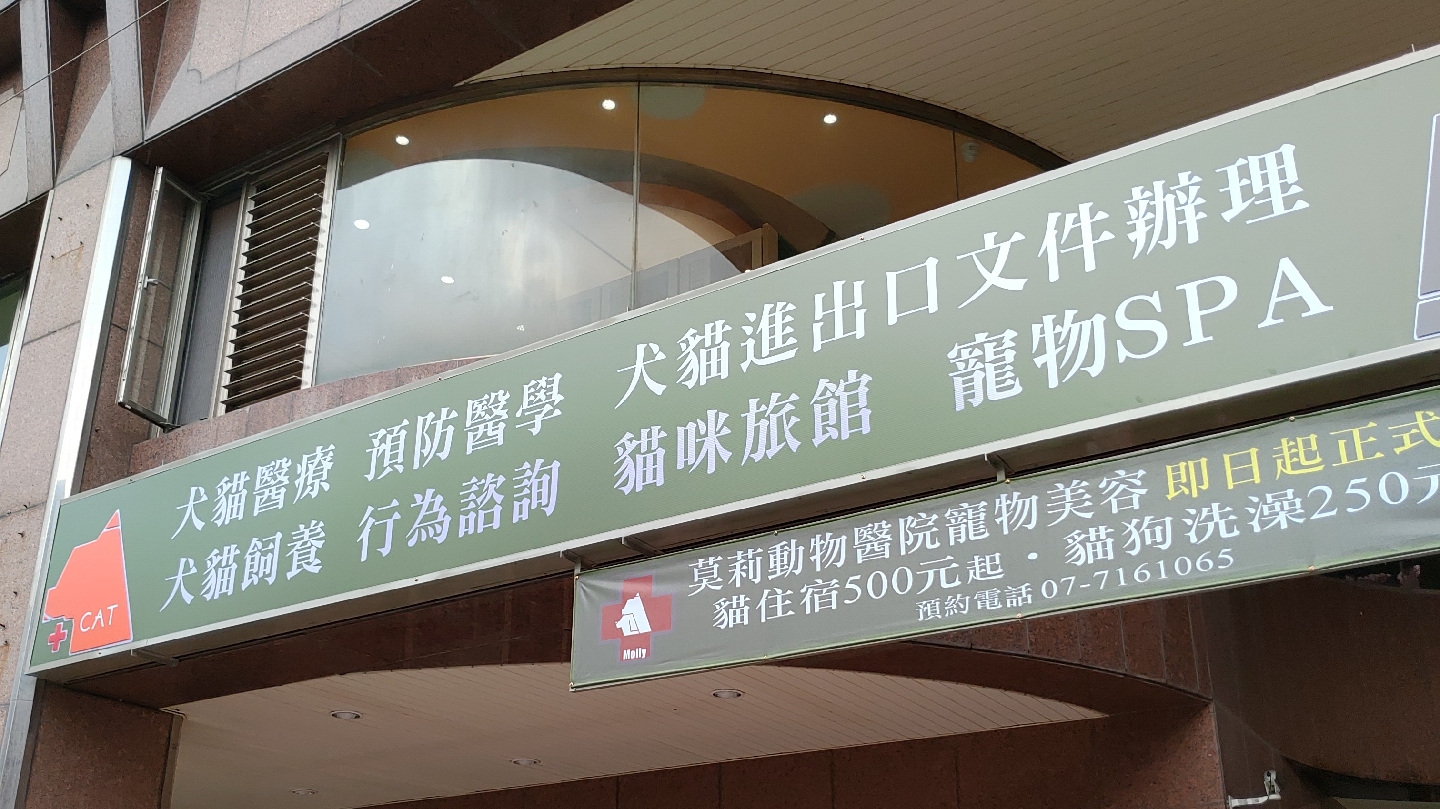 犬貓醫療 預防醫學 犬貓進出口文件辦理
犬貓飼養 行為諮詢 貓咪旅館 寵物SPA
CAT
莫莉動物醫院寵物美容 即日起正式
貓住宿500元起・貓狗洗澡250元
預約電話 07-7161065
Molly